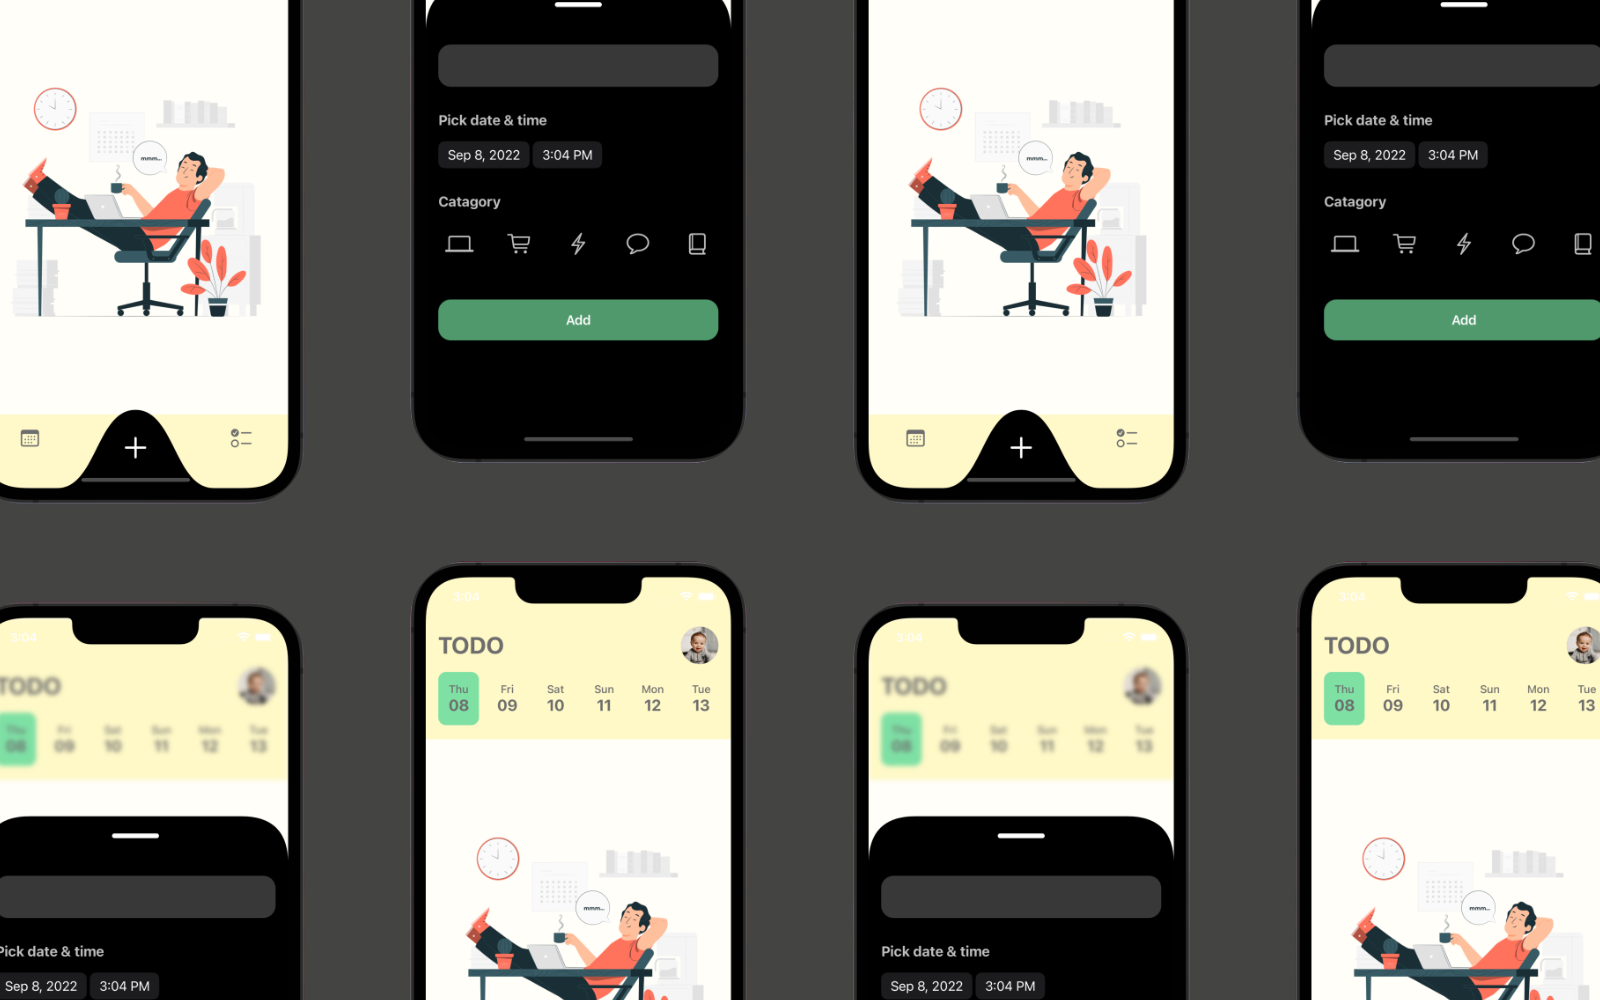 mmm...
Pick date & time
Sep 8, 2022 3:04 PM
Catagory
Add
mmm...
Pick date & time
Sep 8, 2022 3:04 PM
Catagory
Add
3:04
TODO
Thu Fri Sat Sun Mon Tue
08 09 10 11 12 13
Pick date & time
Sep 8, 2022 3:04 PM
3:04
TODO
Thu Fri Sat Sun Mon Tue
08 09 10 11 12 13
mmm...
3:04
TODO
Thu Fri Sat Sun Mon Tue
08 09 10 11 12 13
Pick date & time
Sep 8, 2022 3:04 PM
3:04
TODO
Thu Fri Sat Sun Mon Tue
08 09 10 11 12 13
mmm...